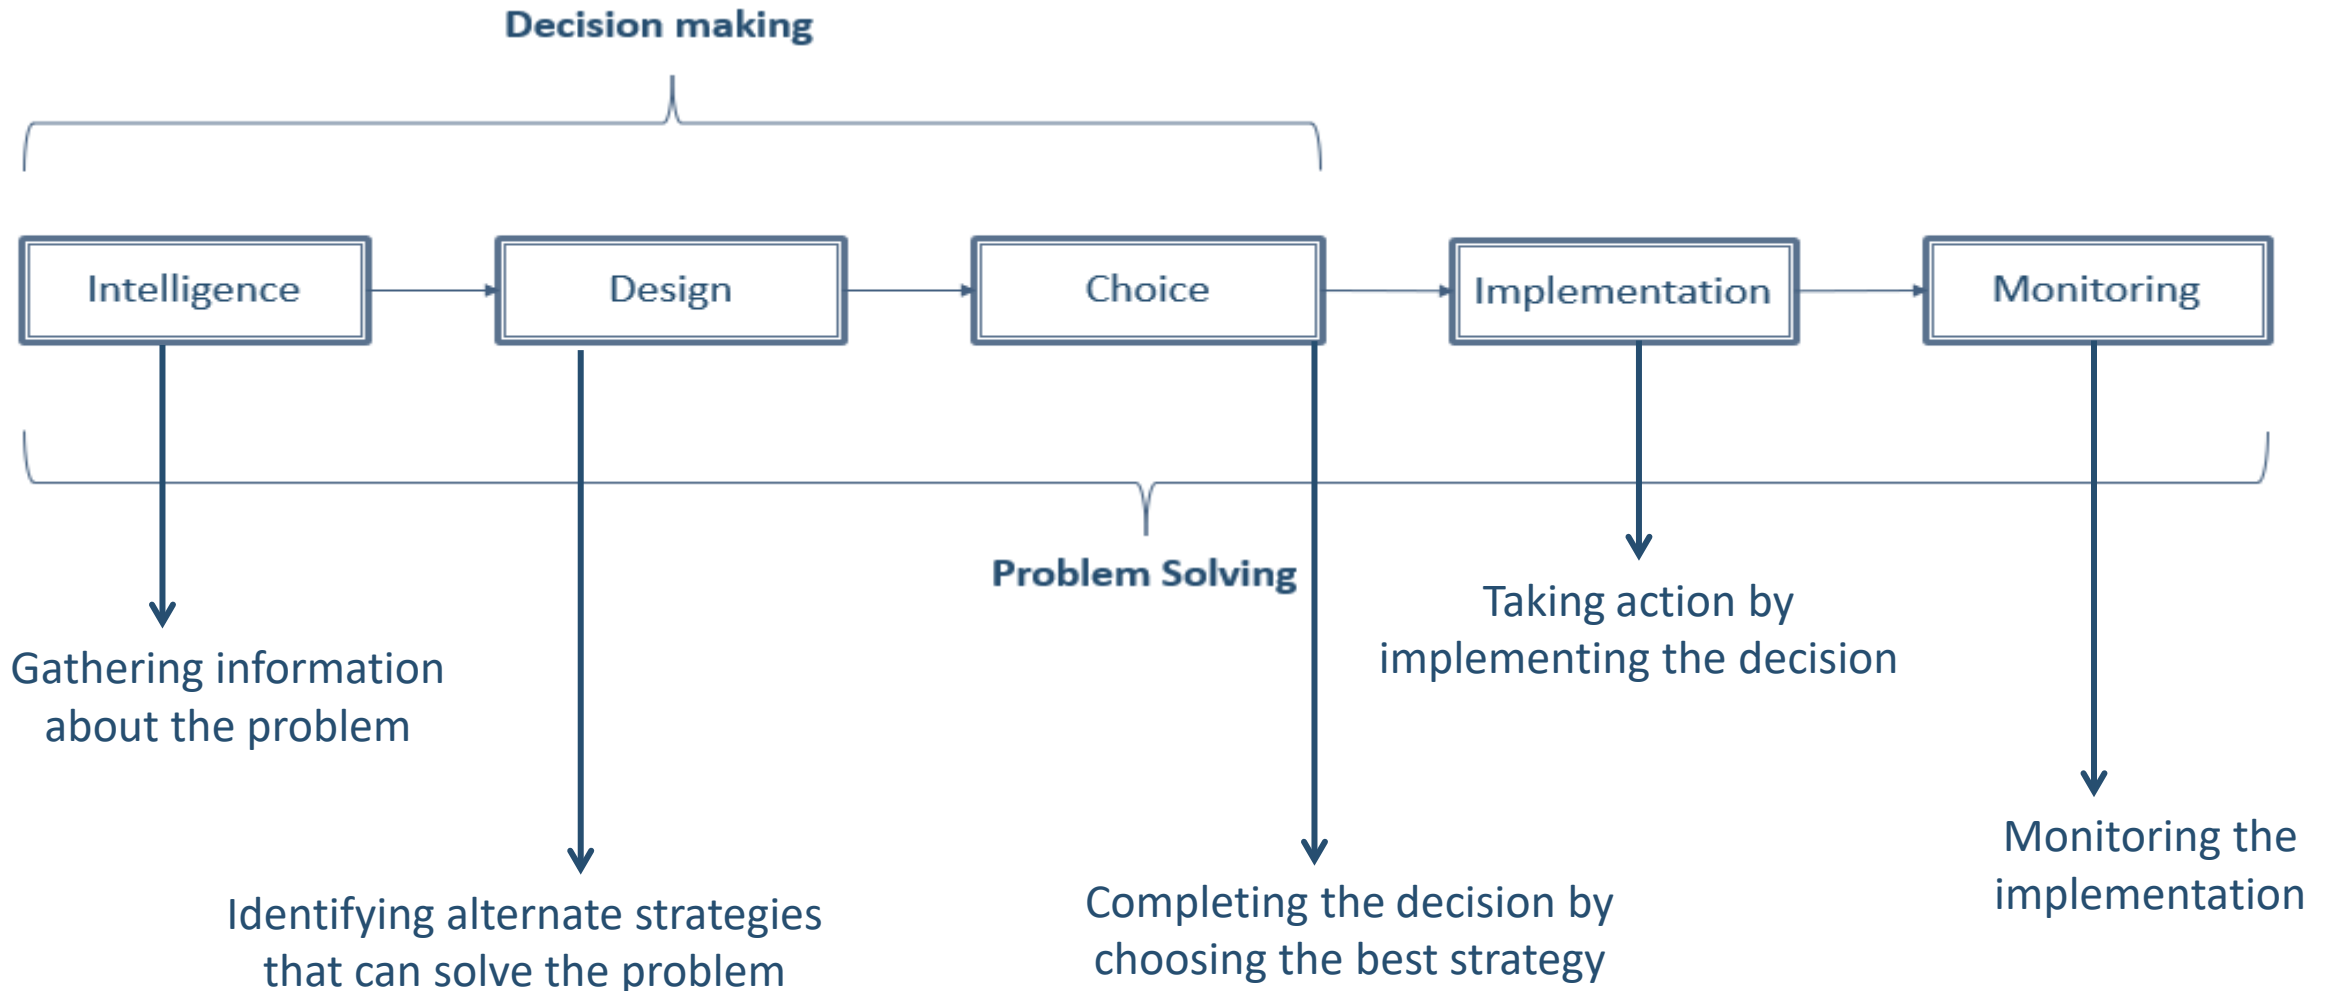 Decision making
Intelligence
Design
Choice
Implementation
Monitoring
Problem Solving
Gathering information
about the problem
Identifying alternate strategies
that can solve the problem
Completing the decision by
choosing the best strategy
Taking action by
implementing the decision
Monitoring the
implementation